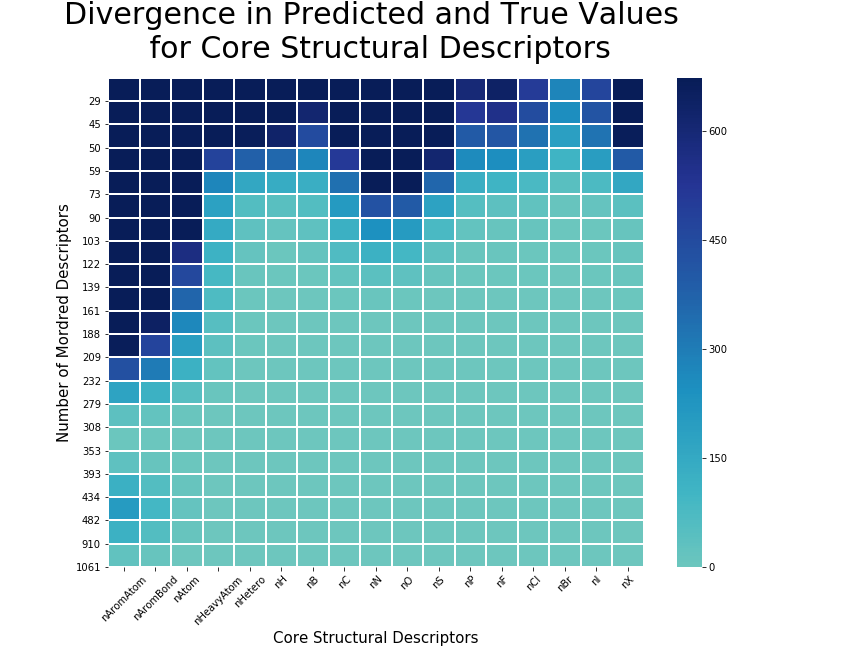 Divergence in Predicted and True Values
for Core Structural Descriptors
Number of Mordred Descriptors
29
45
50
59
73
90
103
122
139
161
188
209
232
279
308
353
393
434
482
910
1061
nAromAtom
nAromBond
nAtom
nHeavyAtom
nHetero
nH
nB
nC
nN
nO
nS
nP
nF
nCl
nBr
nI
nX
Core Structural Descriptors
600
450
300
150
0